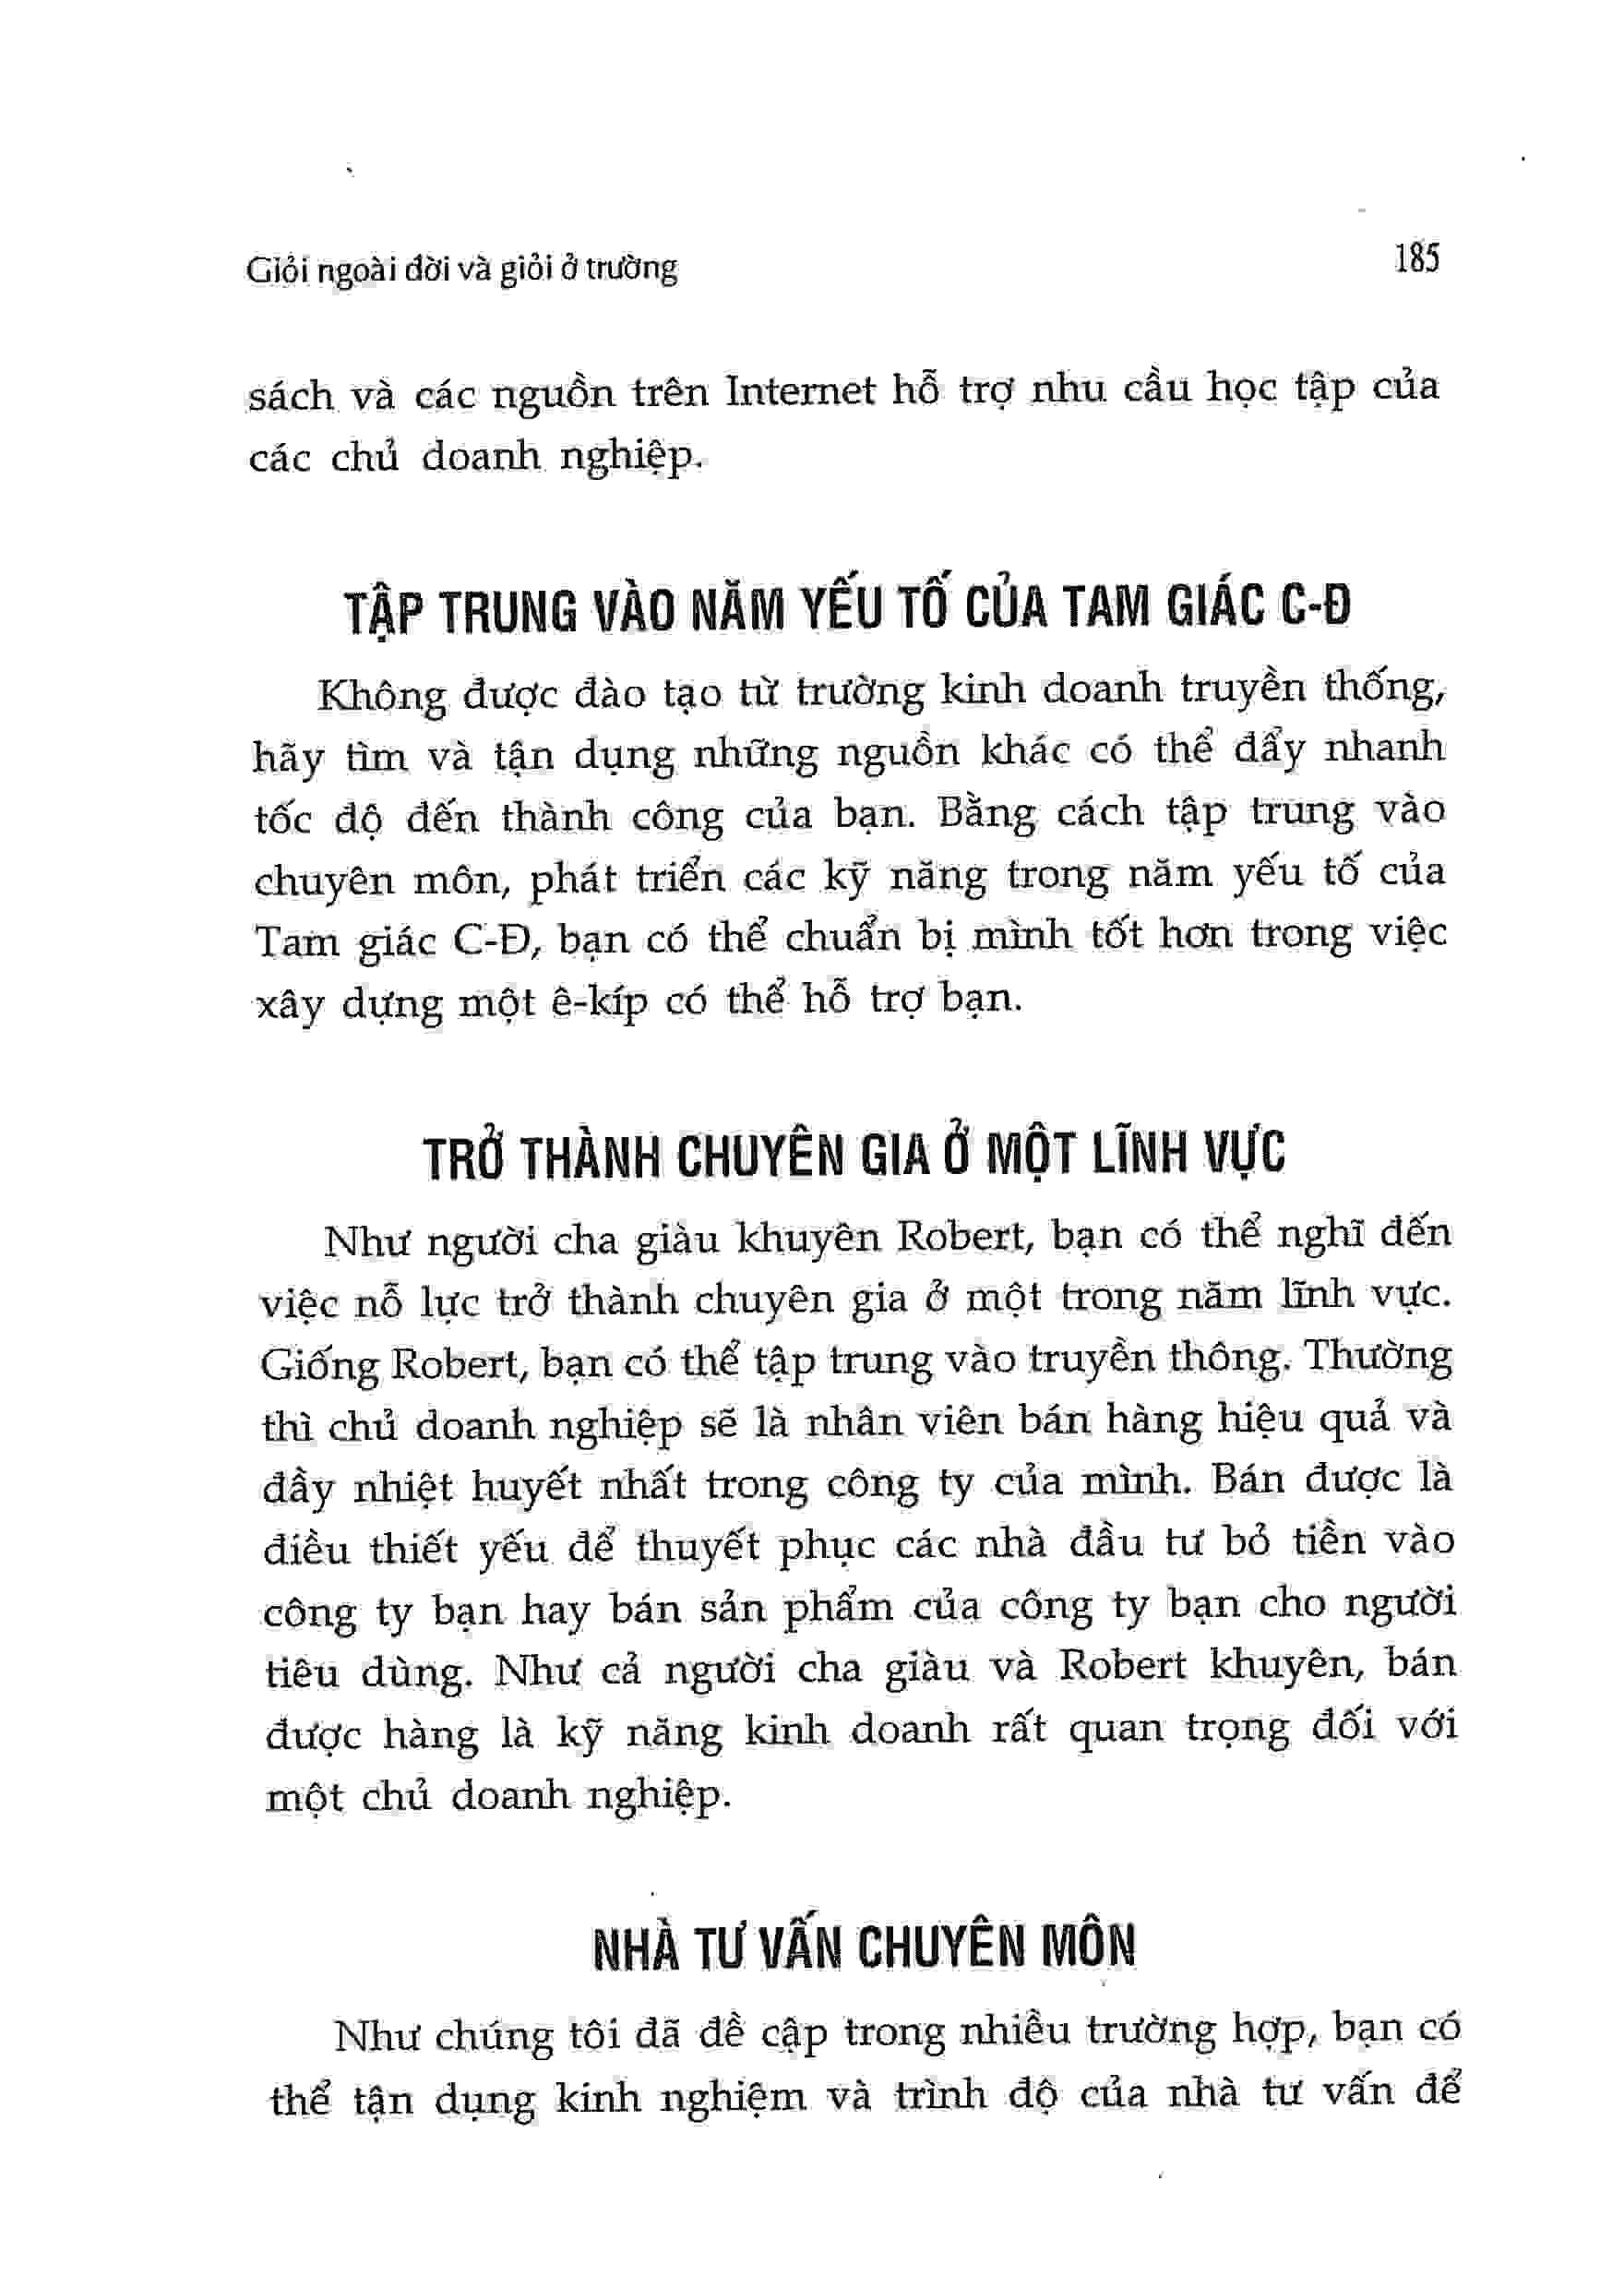 Giỏi ngoài đời và giỏi ở trường
185
sách và các nguồn trên Internet hỗ trợ nhu cầu học tập của
các chủ doanh nghiệp.
TẬP TRUNG VÀO NĂM YẾU TỐ CỦA TAM GIÁC C-Đ
Không được đào tạo từ trường kinh doanh truyền thống,
hãy tìm và tận dụng những nguồn khác có thể đẩy nhanh
tốc độ đến thành công của bạn. Bằng cách tập trung vào
chuyên môn, phát triển các kỹ năng trong năm yếu tố của
Tam giác C-Đ, bạn có thể chuẩn bị mình tốt hơn trong việc
xây dựng một ê-kíp có thể hỗ trợ bạn.
TRỞ THÀNH CHUYÊN GIA Ở MỘT LĨNH VỰC
Như người cha giàu khuyên Robert, bạn có thể nghĩ đến
việc nỗ lực trở thành chuyên gia ở một trong năm lĩnh vực.
Giống Robert, bạn có thể tập trung vào truyền thông. Thường
thì chủ doanh nghiệp sẽ là nhân viên bán hàng hiệu quả và
đầy nhiệt huyết nhất trong công ty của mình. Bán được là
điều thiết yếu để thuyết phục các nhà đầu tư bỏ tiền vào
công ty bạn hay bán sản phẩm của công ty bạn cho người
tiêu dùng. Như cả người cha giàu và Robert khuyên, bán
được hàng là kỹ năng kinh doanh rất quan trọng đối với
một chủ doanh nghiệp.
NHÀ TƯ VẤN CHUYÊN MÔN
Như chúng tôi đã đề cập trong nhiều trường hợp, bạn có
thể tận dụng kinh nghiệm và trình độ của nhà tư vấn để